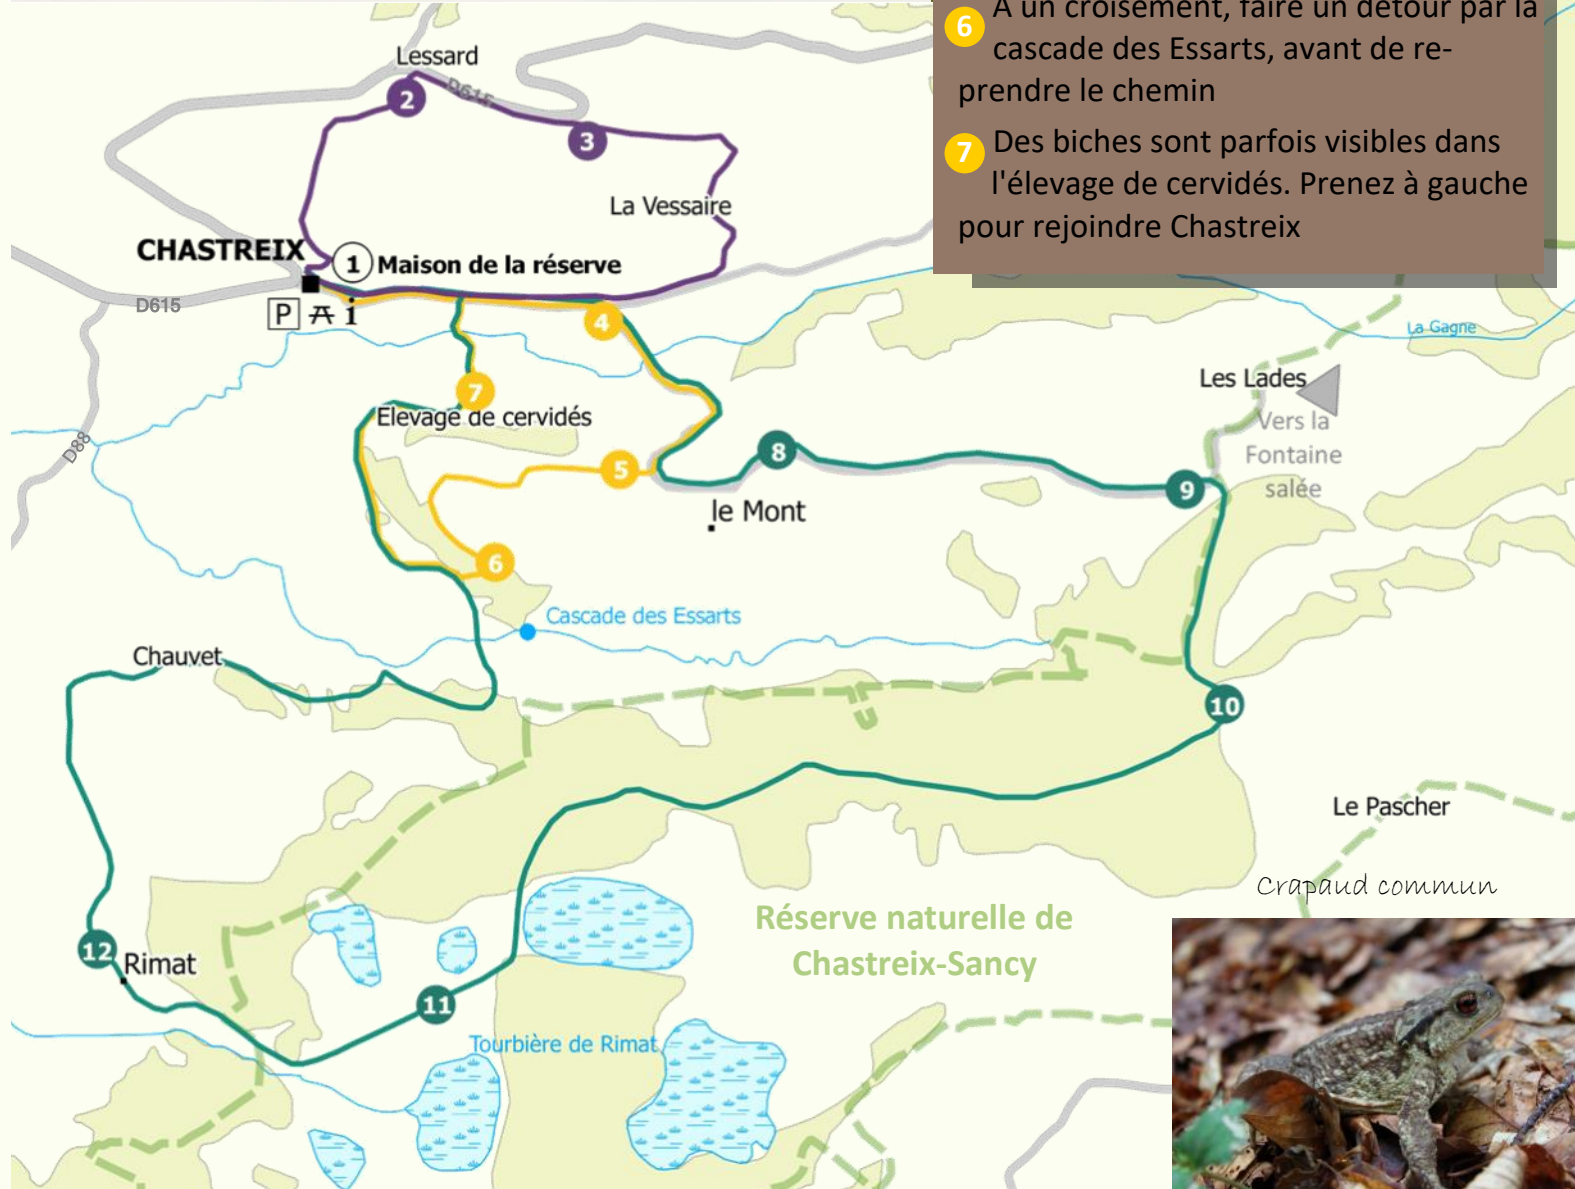 6 A un croisement, faire un détour par la
cascade des Essarts, avant de re-
prendre le chemin
7 Des biches sont parfois visibles dans
l'élevage de cervidés. Prenez à gauche
pour rejoindre Chastreix
Lessard
2
D615
3
La Vessaire
CHASTREIX
1 Maison de la réserve
D615
P i
4
La Gagne
7
Les Lades
Elevage de cervidés
Vers la
Fontaine
salée
D88
5
8
9
le Mont
6
Cascade des Essarts
Chauvet
10
Le Pascher
Crapaud commun
Réserve naturelle de
Chastreix-Sancy
12
Rimat
11
Tourbière de Rimat